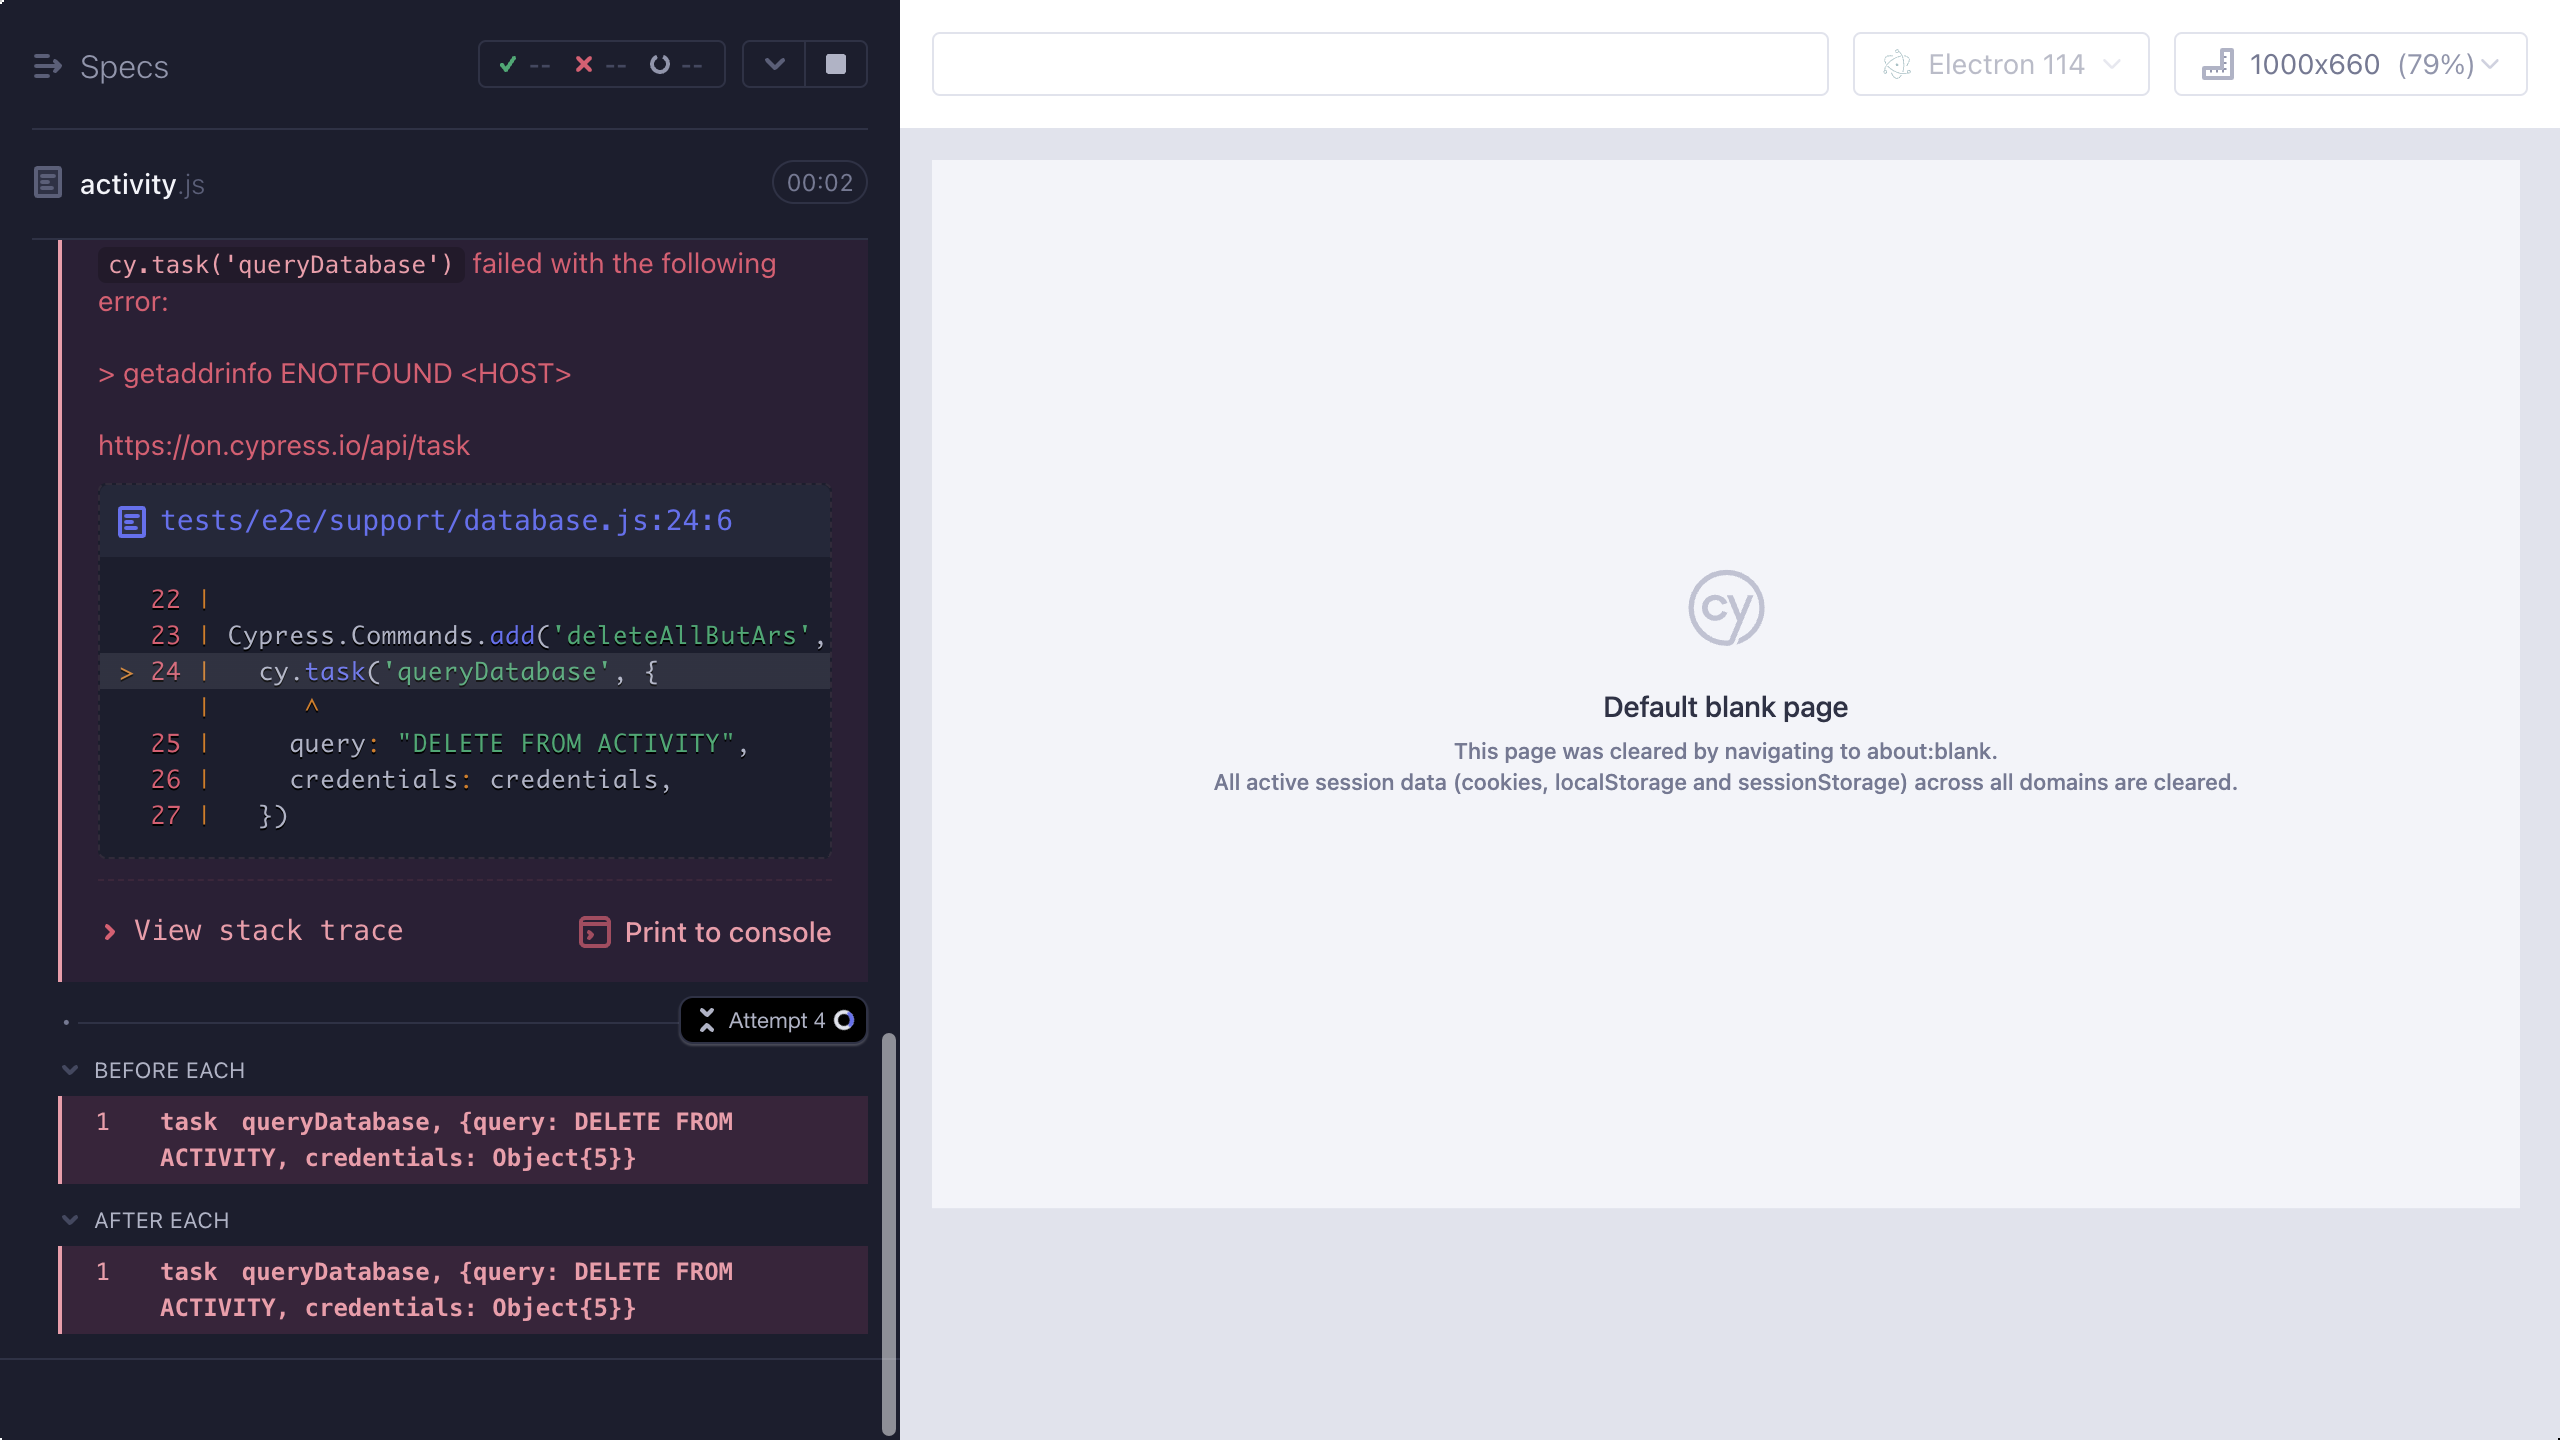 Specs
-- -- --
Electron 114
1000x660 (79%)
activity.js
00:02
cy.task('queryDatabase') failed with the following
error:
> getaddrinfo ENOTFOUND <HOST>
https://on.cypress.io/api/task
tests/e2e/support/database.js:24:6
22 |
23 | Cypress.Commands.add('deleteAllButArs',
> 24 |   cy.task('queryDatabase', {
|      ^
25 |     query: "DELETE FROM ACTIVITY",
26 |     credentials: credentials,
27 |   })
View stack trace
Print to console
Attempt 4
BEFORE EACH
1 task queryDatabase, {query: DELETE FROM
ACTIVITY, credentials: Object{5}}
AFTER EACH
1 task queryDatabase, {query: DELETE FROM
ACTIVITY, credentials: Object{5}}
cy
Default blank page
This page was cleared by navigating to about:blank.
All active session data (cookies, localStorage and sessionStorage) across all domains are cleared.